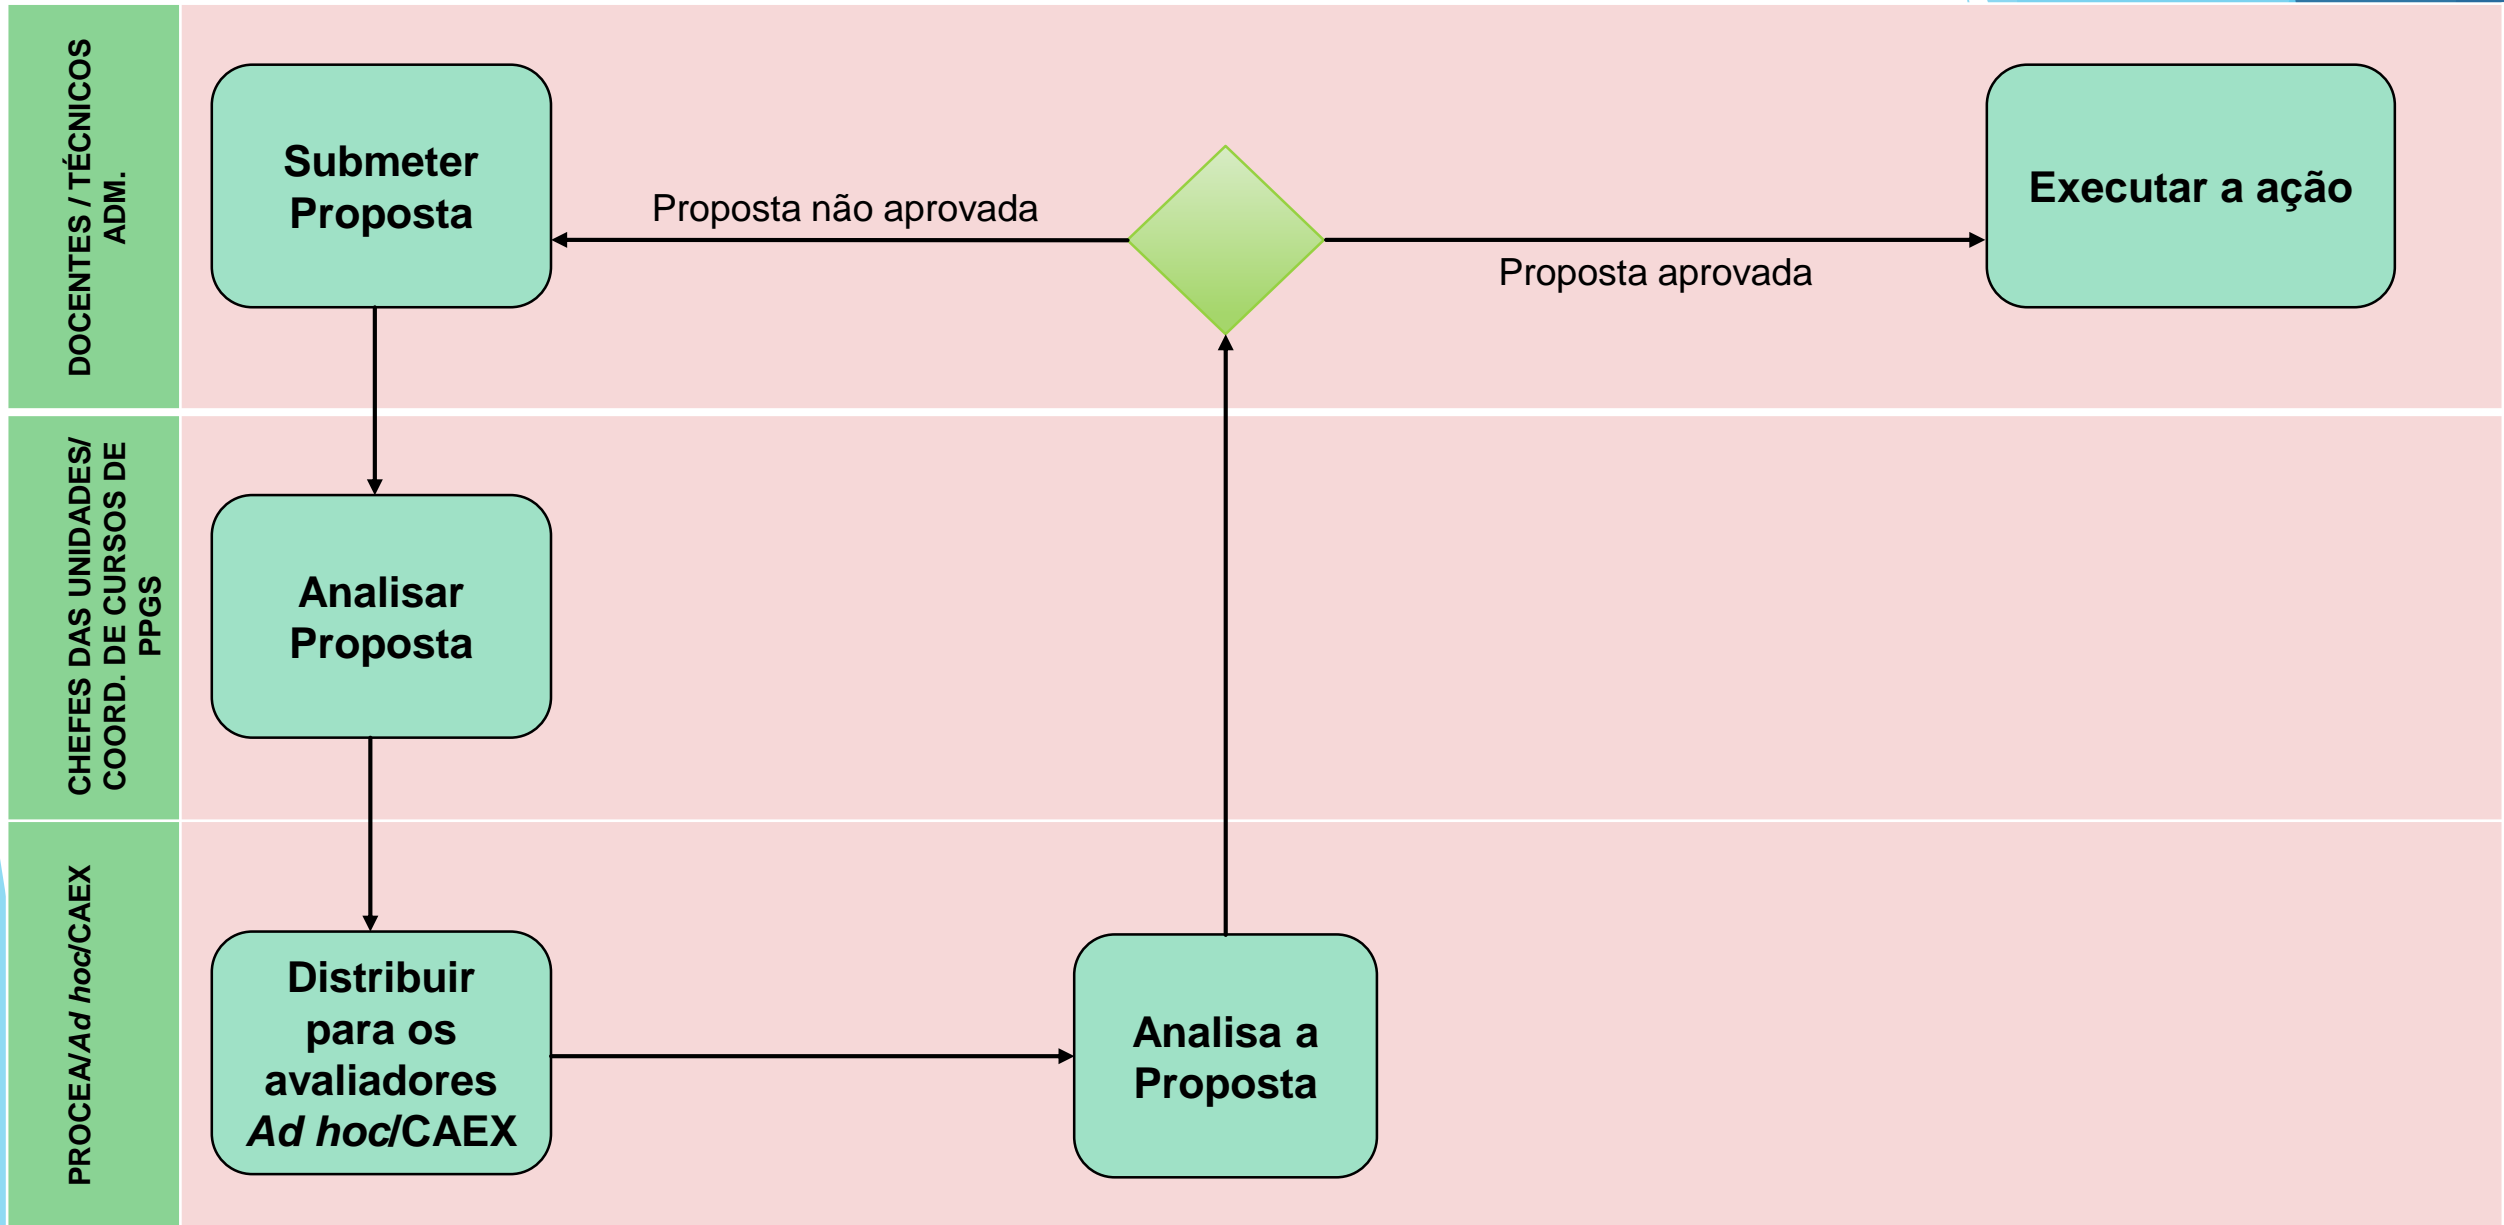 DOCENTES / TÉCNICOS
ADM.
Submeter
Proposta
Proposta não aprovada
Proposta aprovada
Executar a ação
CHEFES DAS UNIDADES/
COORD. DE CURSOS DE
PPGS
Analisar
Proposta
PROCEA/Ad hoc/CAEX
Distribuir
para os
avaliadores
Ad hoc/CAEX
Analisa a
Proposta